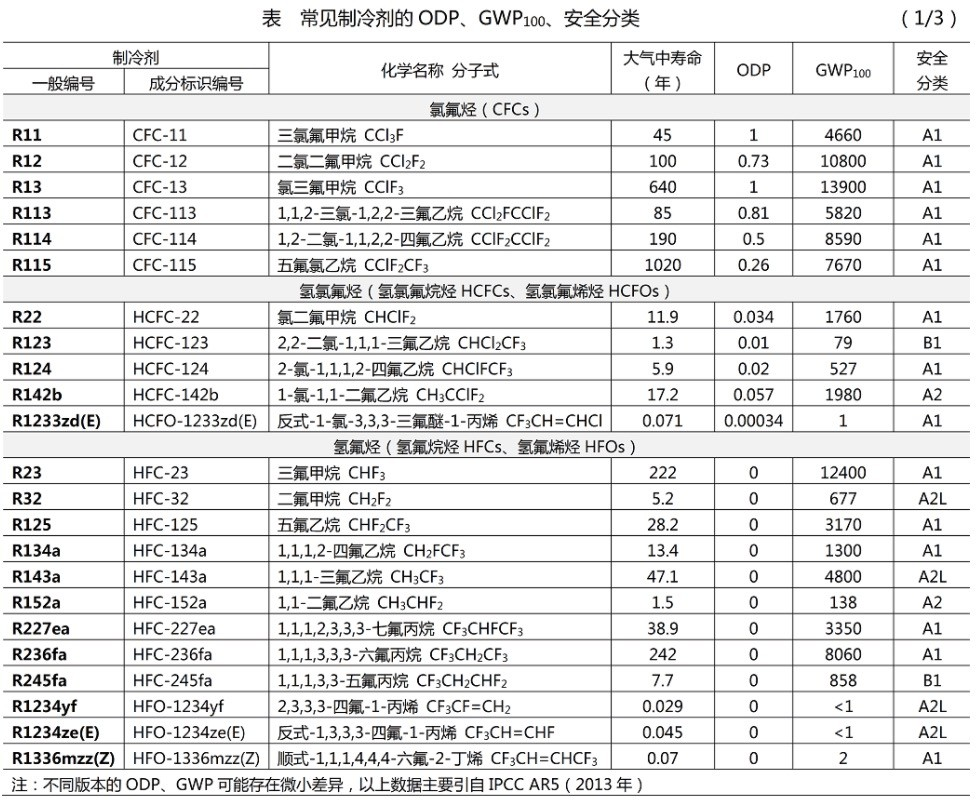 表 常见制冷剂的 ODP、GWP₁₀₀、安全分类 （1/3）
制冷剂 化学名称 分子式 大气中寿命（年） ODP GWP₁₀₀ 安全分类
一般编号 成分标识编号
氯氟烃（CFCs）
R11 CFC-11 三氯氟甲烷 CCl₃F 45 1 4660 A1
R12 CFC-12 二氯二氟甲烷 CCl₂F₂ 100 0.73 10800 A1
R13 CFC-13 氯三氟甲烷 CClF₃ 640 1 13900 A1
R113 CFC-113 1,1,2-三氯-1,2,2-三氟乙烷 CCl₂FCClF₂ 85 0.81 5820 A1
R114 CFC-114 1,2-二氯-1,1,2,2-四氟乙烷 CClF₂CClF₂ 190 0.5 8590 A1
R115 CFC-115 五氟氯乙烷 CClF₂CF₃ 1020 0.26 7670 A1
氢氯氟烃（氢氯氟烷烃 HCFCs、氢氯氟烯烃 HCFOs）
R22 HCFC-22 氯二氟甲烷 CHClF₂ 11.9 0.034 1760 A1
R123 HCFC-123 2,2-二氯-1,1,1-三氟乙烷 CHCl₂CF₃ 1.3 0.01 79 B1
R124 HCFC-124 2-氯-1,1,1,2-四氟乙烷 CHClFCF₃ 5.9 0.02 527 A1
R142b HCFC-142b 1-氯-1,1-二氟乙烷 CH₃CClF₂ 17.2 0.057 1980 A2
R1233zd(E) HCFO-1233zd(E) 反式-1-氯-3,3,3-三氟醚-1-丙烯 CF₃CH=CHCl 0.071 0.00034 1 A1
氢氟烃（氢氟烷烃 HFCs、氢氟烯烃 HFOs）
R23 HFC-23 三氟甲烷 CHF₃ 222 0 12400 A1
R32 HFC-32 二氟甲烷 CH₂F₂ 5.2 0 677 A2L
R125 HFC-125 五氟乙烷 CHF₂CF₃ 28.2 0 3170 A1
R134a HFC-134a 1,1,1,2-四氟乙烷 CH₂FCF₃ 13.4 0 1300 A1
R143a HFC-143a 1,1,1-三氟乙烷 CH₃CF₃ 47.1 0 4800 A2L
R152a HFC-152a 1,1-二氟乙烷 CH₃CHF₂ 1.5 0 138 A2
R227ea HFC-227ea 1,1,1,2,3,3,3-七氟丙烷 CF₃CHFCF₃ 38.9 0 3350 A1
R236fa HFC-236fa 1,1,1,3,3,3-六氟丙烷 CF₃CH₂CF₃ 242 0 8060 A1
R245fa HFC-245fa 1,1,1,3,3-五氟丙烷 CF₃CH₂CHF₂ 7.7 0 858 B1
R1234yf HFO-1234yf 2,3,3,3-四氟-1-丙烯 CF₃CF=CH₂ 0.029 <1 A2L
R1234ze(E) HFO-1234ze(E) 反式-1,3,3,3-四氟-1-丙烯 CF₃CH=CHF 0.045 0 <1 A2L
R1336mzz(Z) HFO-1336mzz(Z) 顺式-1,1,1,4,4,4-六氟-2-丁烯 CF₃CH=CHCF₃ 0.07 0 2 A1
注：不同版本的 ODP、GWP 可能存在微小差异，以上数据主要引自 IPCC AR5（2013 年）